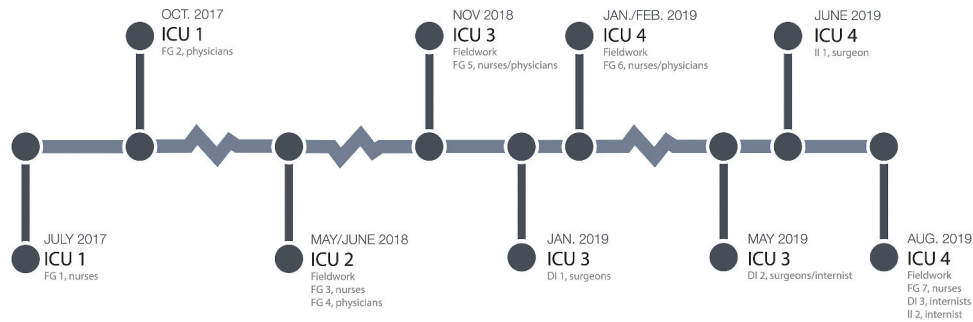 OCT. 2017
ICU 1
FG 2, physicians
NOV 2018
ICU 3
Fieldwork
FG 5, nurses/physicians
JAN./FEB. 2019
ICU 4
Fieldwork
FG 6, nurses/physicians
JUNE 2019
ICU 4
II 1, surgeon
JULY 2017
ICU 1
FG 1, nurses
MAY/JUNE 2018
ICU 2
Fieldwork
FG 3, nurses
FG 4, physicians
JAN. 2019
ICU 3
DI 1, surgeons
MAY 2019
ICU 3
DI 2, surgeons/internist
AUG. 2019
ICU 4
Fieldwork
FG 7, nurses
DI 3, internists
II 2, internist